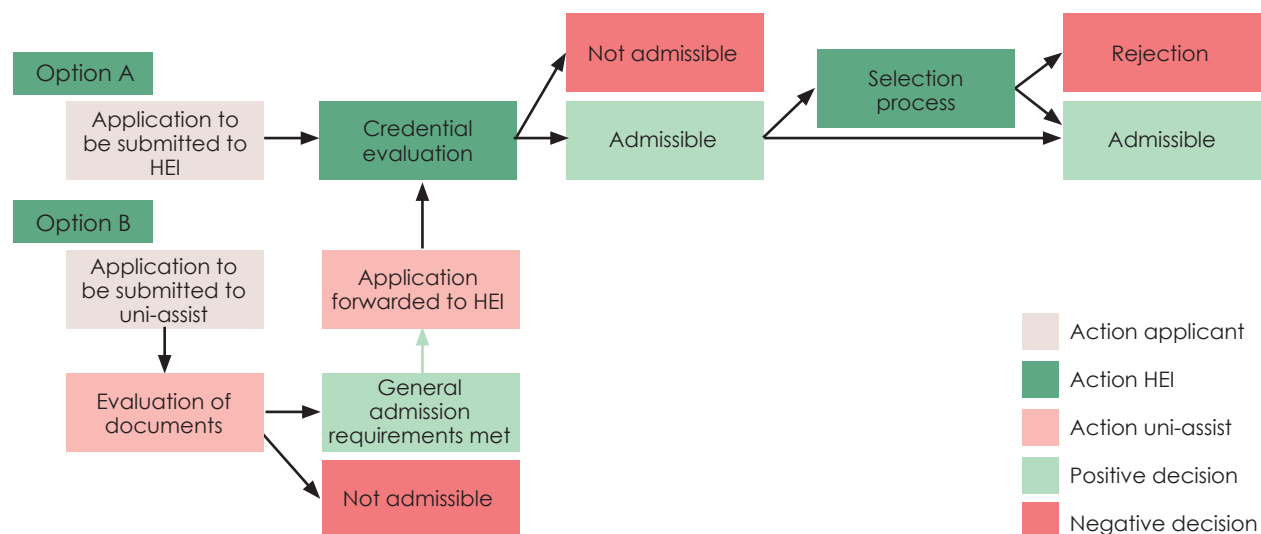 Option A
Application to
be submitted to
HEI
Credential
evaluation
Not admissible
Admissible
Selection
process
Rejection
Admissible
Option B
Application to
be submitted to
uni-assist
Application
forwarded to HEI
Evaluation of
documents
General
admission
requirements met
Not admissible
Action applicant
Action HEI
Action uni-assist
Positive decision
Negative decision